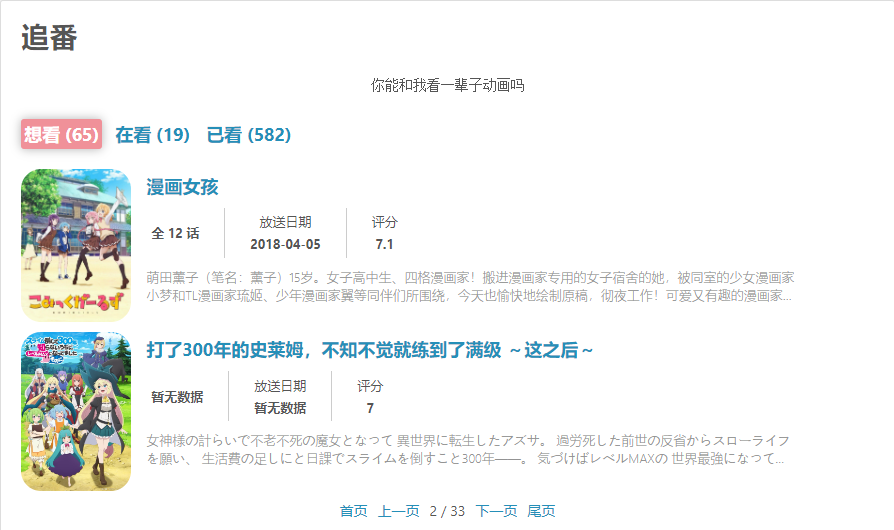 追番
你能和我看一辈子动画吗
想看 (65) 在看 (19) 已看 (582)
漫画女孩
全 12 话
放送日期
2018-04-05
评分
7.1
萌田薫子（笔名：薫子）15岁。女子高中生、四格漫画家！搬进漫画家专用的女子宿舍的她，被同室的少女漫画家
小梦和TL漫画家琉姬、少年漫画家翼等同伴们所围绕，今天也愉快地绘制原稿，彻夜工作！可爱又有趣的漫画家...
こみっくがーるず
打了300年的史莱姆，不知不觉就练到了满级 ～这之后～
暂无数据
放送日期
暂无数据
评分
7
女神様の計らいで不老不死の魔女となって 異世界に転生したアズサ。 過労死した前世の反省からスローライフ
を願い、 生活費の足しにと日課でスライムを倒すこと300年――。 気づけばレベルMAXの 世界最強になって...
首页 上一页 2 / 33 下一页 尾页